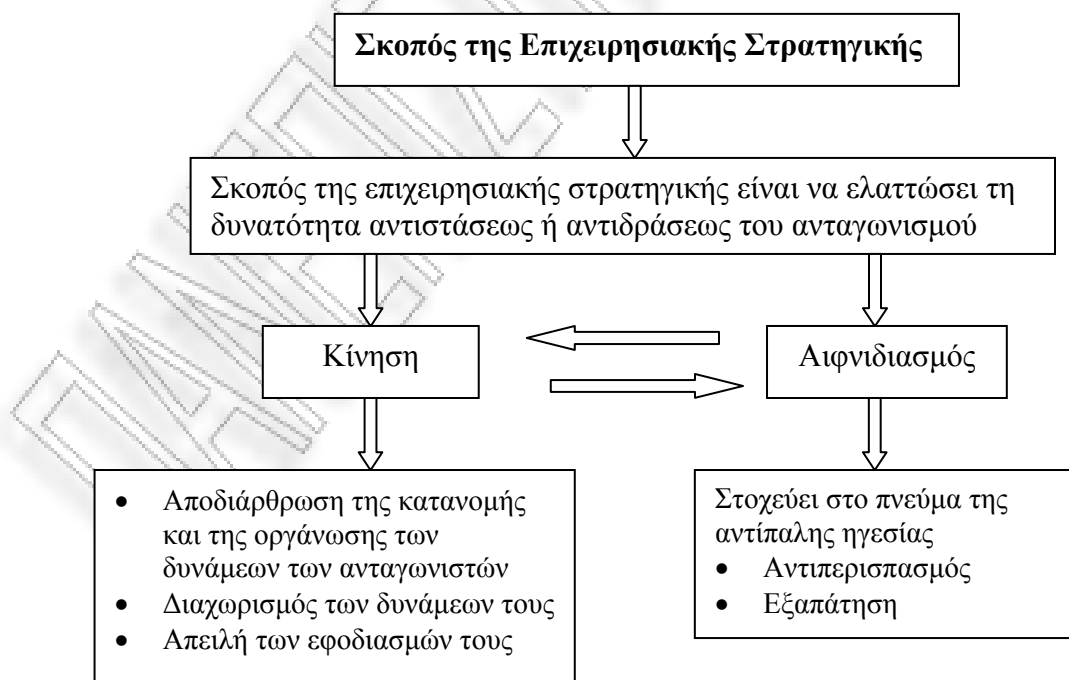 Σκοπός της Επιχειρησιακής Στρατηγικής
Σκοπός της επιχειρησιακής στρατηγικής είναι να ελαττώσει τη
δυνατότητα αντιστάσεως ή αντιδράσεως του ανταγωνισμού
Κίνηση
Αιφνιδιασμός
• Αποδιάρθρωση της κατανομής
και της οργάνωσης των
δυνάμεων των ανταγωνιστών
• Διαχωρισμός των δυνάμεων τους
• Απειλή των εφοδιασμών τους
Στοχεύει στο πνεύμα της
αντίπαλης ηγεσίας
• Αντιπερισπασμός
• Εξαπάτηση